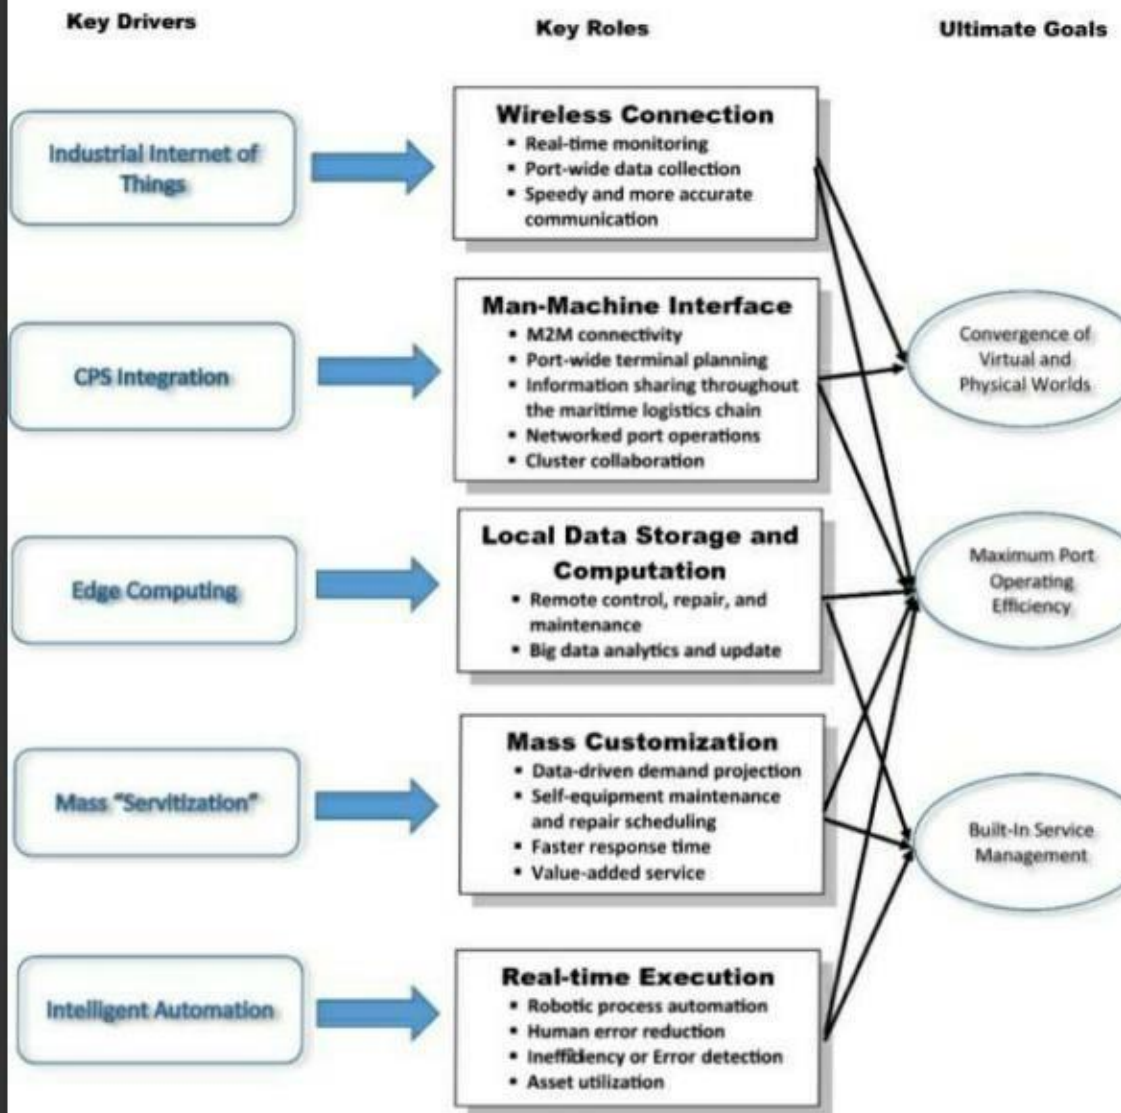 Key Drivers
Key Roles
Ultimate Goals
Industrial Internet of
Things
Wireless Connection
▪ Real-time monitoring
▪ Port-wide data collection
▪ Speedy and more accurate
communication
CPS Integration
Man-Machine Interface
▪ M2M connectivity
▪ Port-wide terminal planning
▪ Information sharing throughout
the maritime logistics chain
▪ Networked port operations
▪ Cluster collaboration
Convergence of
Virtual and
Physical Worlds
Edge Computing
Local Data Storage and
Computation
▪ Remote control, repair, and
maintenance
▪ Big data analytics and update
Maximum Port
Operating
Efficiency
Mass "Servitization"
Mass Customization
▪ Data-driven demand projection
▪ Self-equipment maintenance
and repair scheduling
▪ Faster response time
▪ Value-added service
Built-In Service
Management
Intelligent Automation
Real-time Execution
▪ Robotic process automation
▪ Human error reduction
▪ Inefficiency or Error detection
▪ Asset utilization